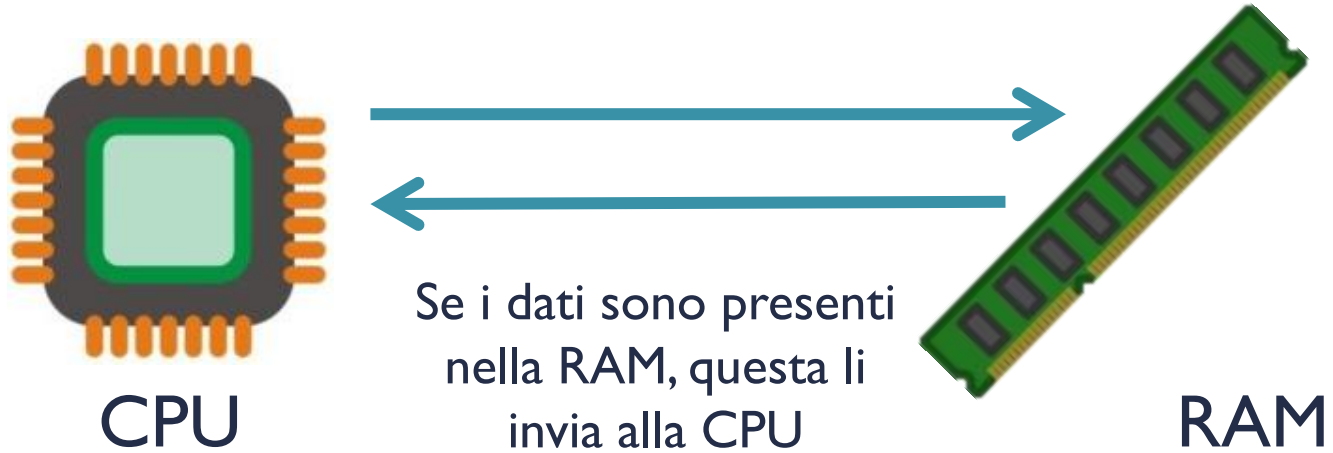 Se i dati sono presenti
nella RAM, questa li
invia alla CPU
CPU
RAM